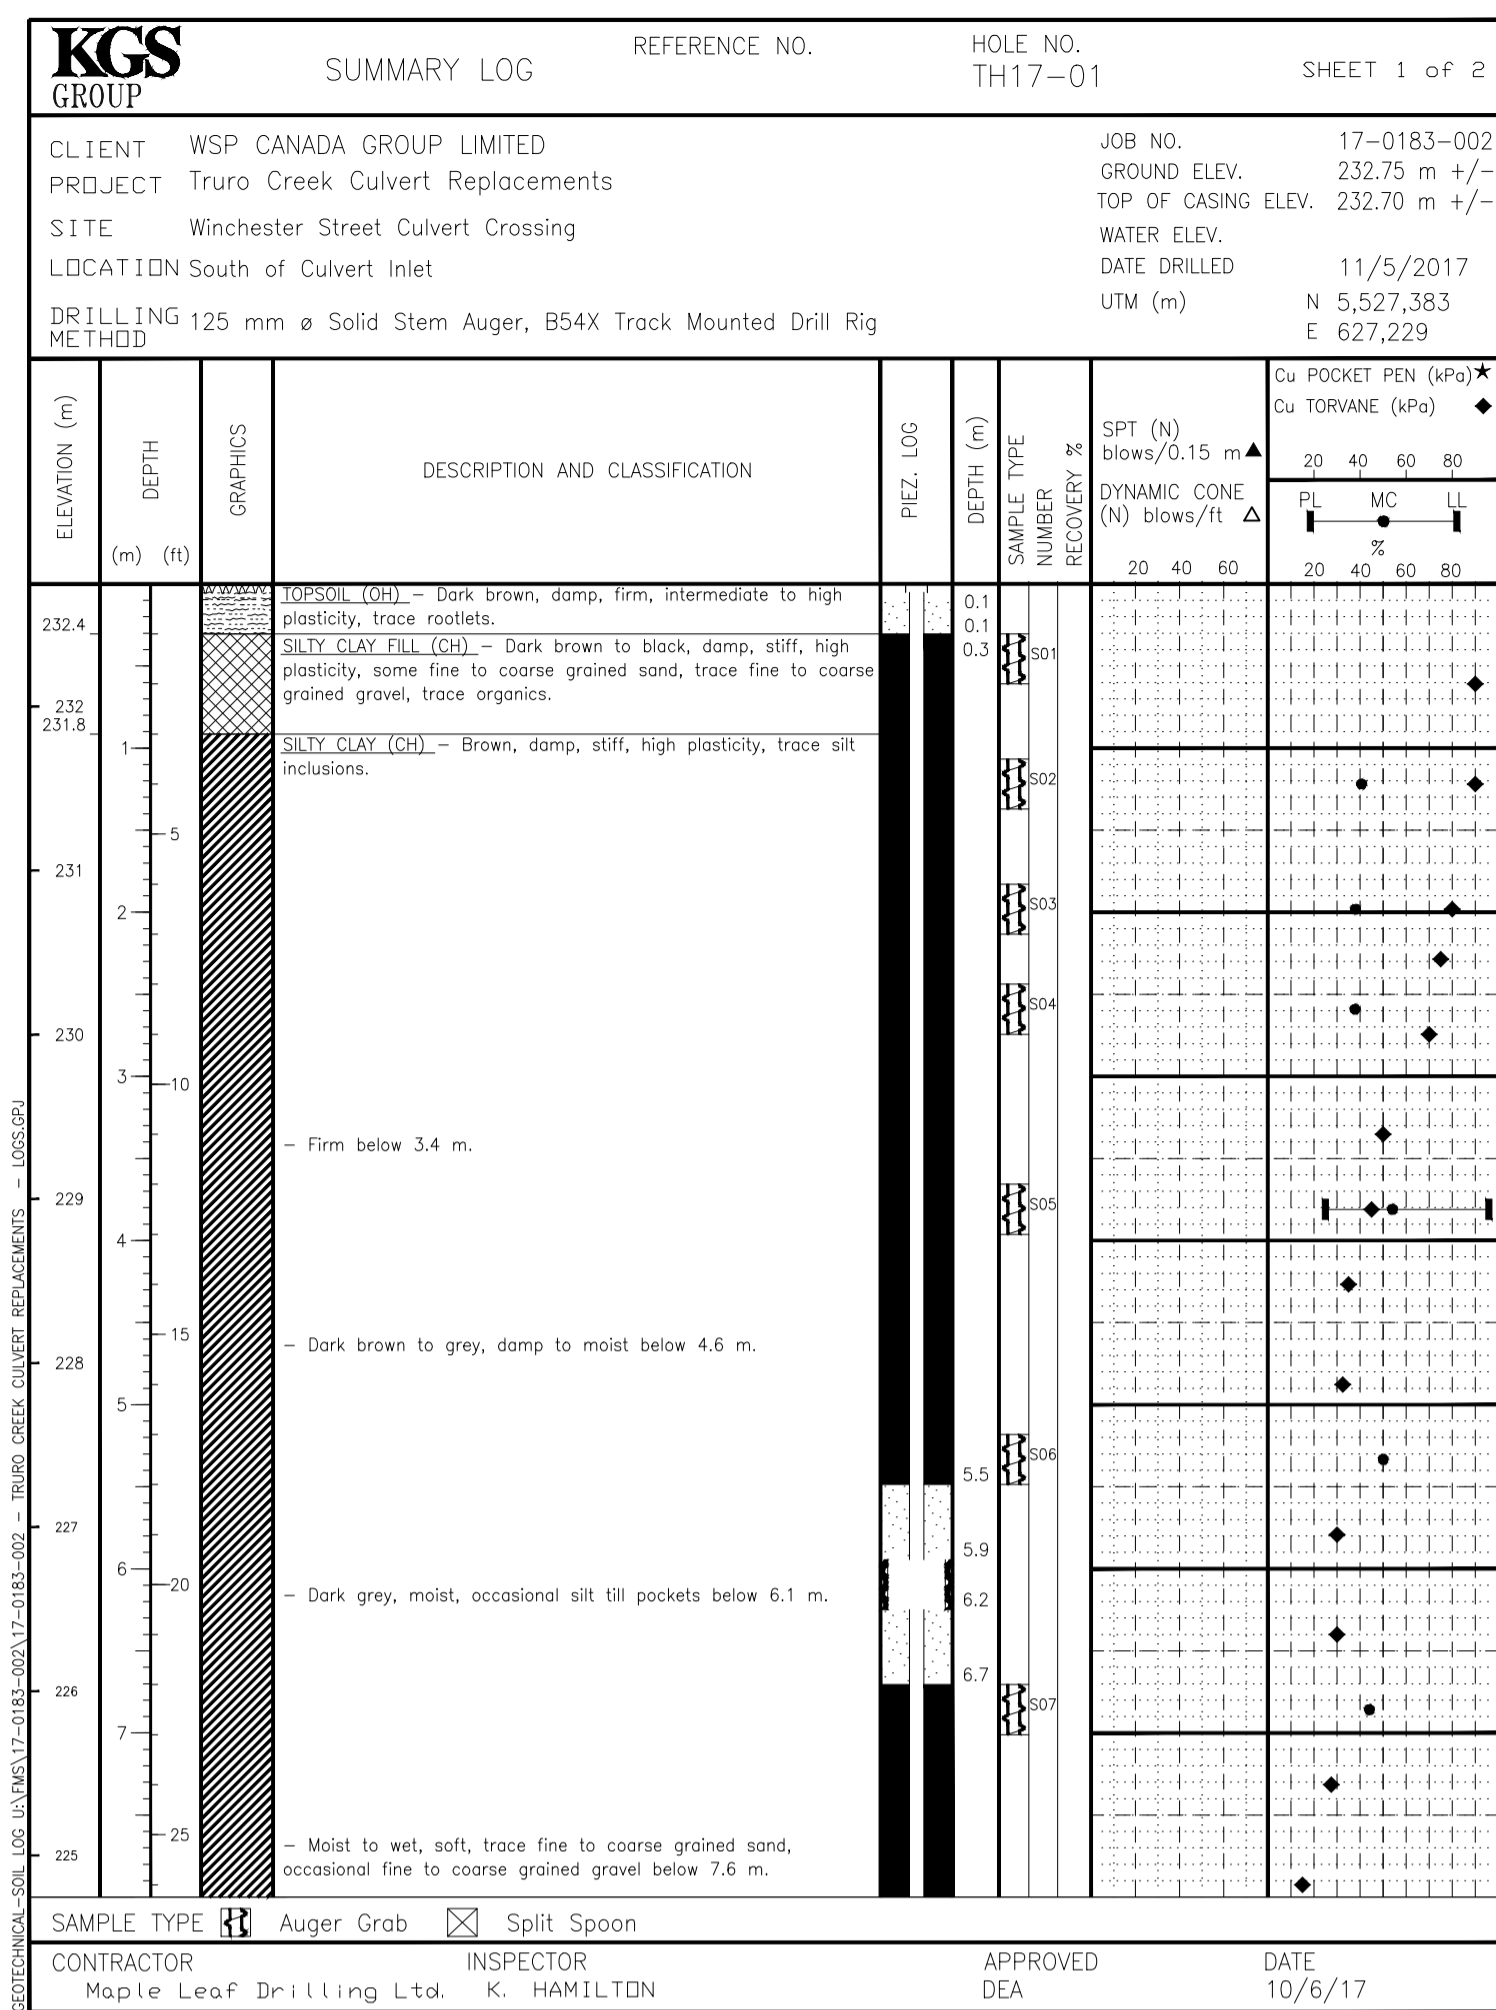 KGS
GROUP
SUMMARY LOG
REFERENCE NO.
HOLE NO.
TH17-01
SHEET 1 of 2
CLIENT WSP CANADA GROUP LIMITED
PROJECT Truro Creek Culvert Replacements
SITE Winchester Street Culvert Crossing
LOCATION South of Culvert Inlet
DRILLING METHOD 125 mm ø Solid Stem Auger, B54X Track Mounted Drill Rig
JOB NO. 17-0183-002
GROUND ELEV. 232.75 m +/-
TOP OF CASING ELEV. 232.70 m +/-
WATER ELEV.
DATE DRILLED 11/5/2017
UTM (m) N 5,527,383
E 627,229
ELEVATION (m)
DEPTH
(m) (ft)
GRAPHICS
DESCRIPTION AND CLASSIFICATION
PIEZ. LOG
DEPTH (m)
SAMPLE TYPE
NUMBER
RECOVERY %
SPT (N)
blows/0.15 m ▲
DYNAMIC CONE
(N) blows/ft △
20 40 60
Cu POCKET PEN (kPa) ★
Cu TORVANE (kPa) ◆
20 40 60 80
PL MC LL
%
20 40 60 80
TOPSOIL (OH) - Dark brown, damp, firm, intermediate to high
plasticity, trace rootlets.
0.1
0.1
232.4
SILTY CLAY FILL (CH) - Dark brown to black, damp, stiff, high
plasticity, some fine to coarse grained sand, trace fine to coarse
grained gravel, trace organics.
0.3
S01
232
231.8
1
SILTY CLAY (CH) - Brown, damp, stiff, high plasticity, trace silt
inclusions.
S02
5
231
S03
2
S04
230
3
10
- Firm below 3.4 m.
229
S05
4
15
- Dark brown to grey, damp to moist below 4.6 m.
228
5
S06
5.5
227
5.9
6
20
- Dark grey, moist, occasional silt till pockets below 6.1 m.
6.2
6.7
226
S07
7
25
- Moist to wet, soft, trace fine to coarse grained sand,
occasional fine to coarse grained gravel below 7.6 m.
225
SAMPLE TYPE Auger Grab Split Spoon
CONTRACTOR
Maple Leaf Drilling Ltd.
INSPECTOR
K. HAMILTON
APPROVED
DEA
DATE
10/6/17
GEOTECHNICAL-SOIL LOG U:\FMS\17-0183-002\17-0183-002 - TRURO CREEK CULVERT REPLACEMENTS - LOGS.GPJ